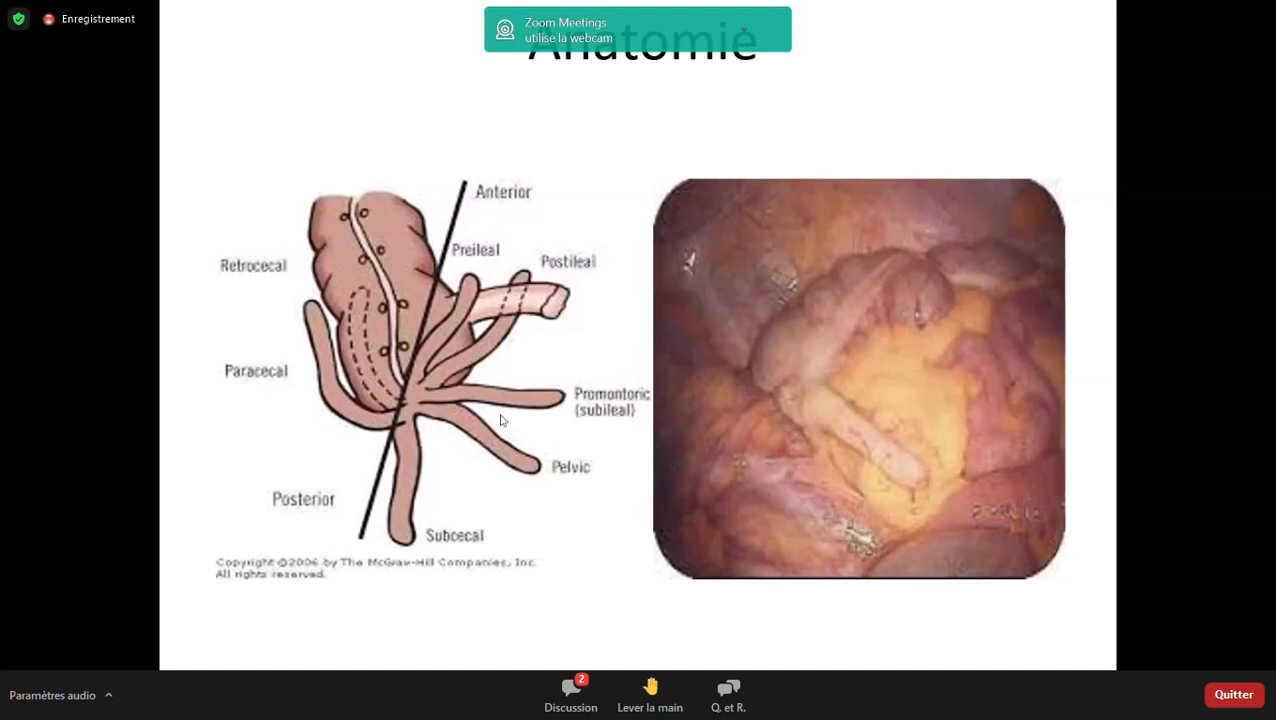 Enregistrement
Zoom Meetings
utilise la webcam
Anatomie
Anterior
Preileal
Postileal
Retrocecal
Paracecal
Promontoric
(subileal)
Pelvic
Posterior
Subcecal
Copyright ©2006 by The McGraw-Hill Companies, Inc.
All rights reserved.
Paramètres audio
2
Discussion
Lever la main
Q. et R.
Quitter